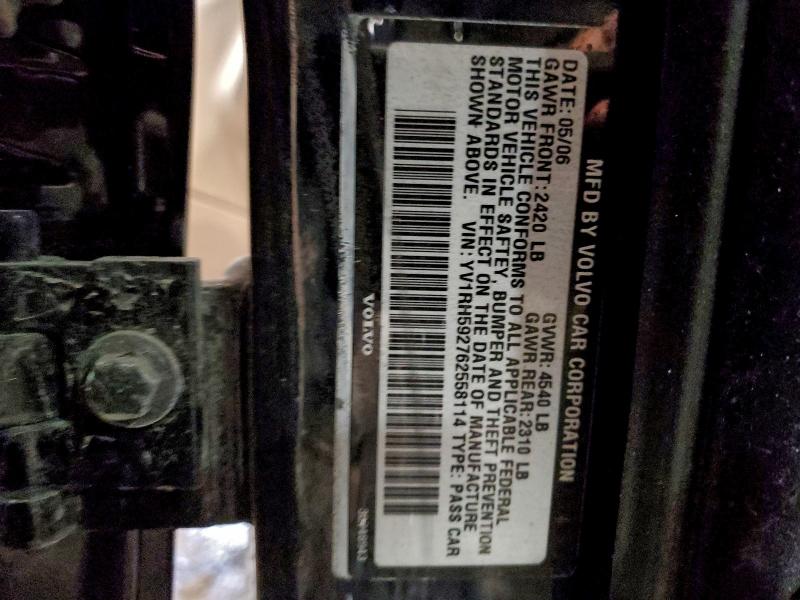 MFD BY VOLVO CAR CORPORATION
DATE: 05/06 GVWR: 4540 LB
GAWR FRONT: 2420 LB GAWR REAR: 2310 LB
THIS VEHICLE CONFORMS TO ALL APPLICABLE FEDERAL
MOTOR VEHICLE SAFTEY, BUMPER AND THEFT PREVENTION
STANDARDS IN EFFECT ON THE DATE OF MANUFACTURE
SHOWN ABOVE. VIN: YV1RH592762558114 TYPE: PASS CAR
VOLVO